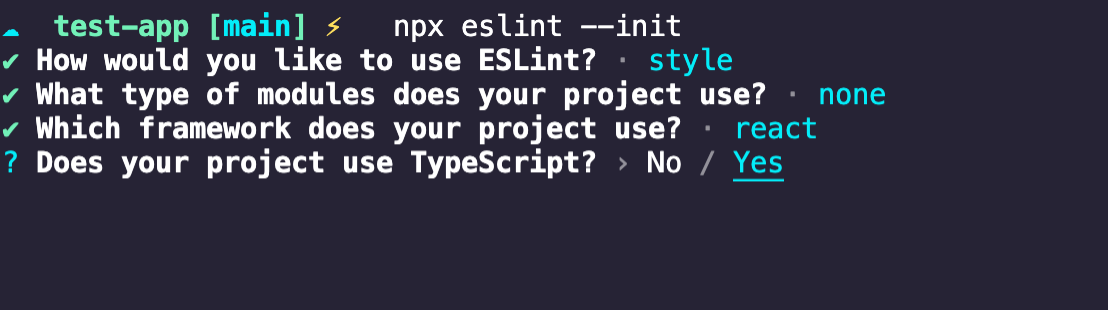 ☁ test-app [main] ⚡ npx eslint --init
✔ How would you like to use ESLint? · style
✔ What type of modules does your project use? · none
✔ Which framework does your project use? · react
? Does your project use TypeScript? › No / Yes